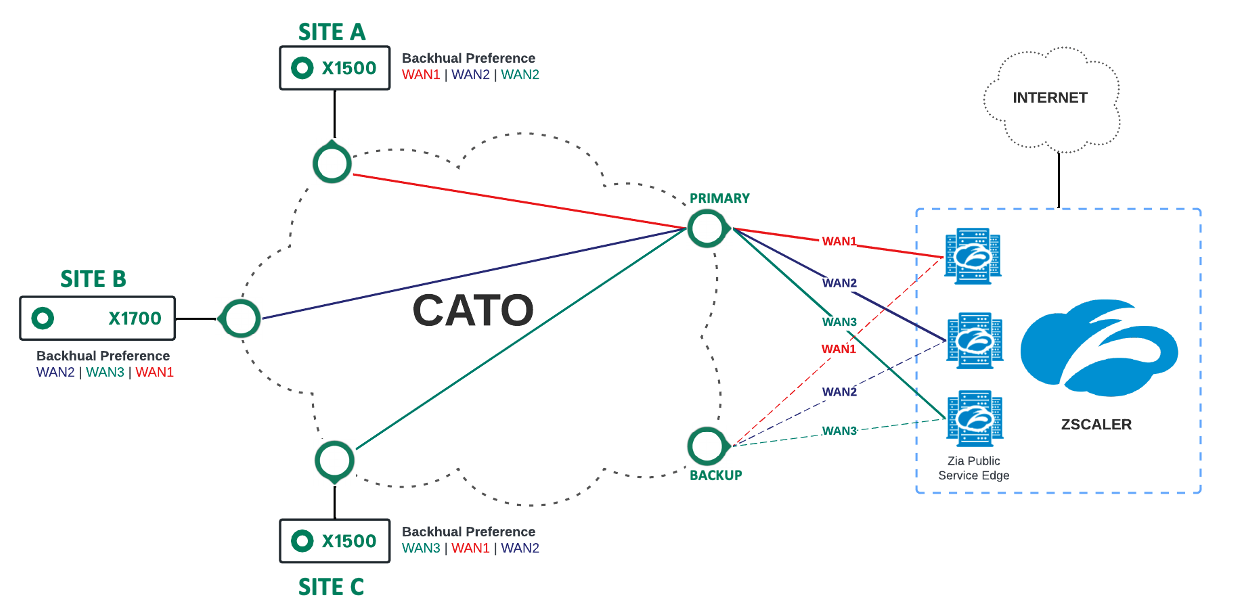 SITE A
X1500
Backhual Preference
WAN1 | WAN2 | WAN2
INTERNET
PRIMARY
WAN1
SITE B
X1700
Backhual Preference
WAN2 | WAN3 | WAN1
CATO
WAN2
WAN3
WAN1
WAN2
WAN3
BACKUP
ZSCALER
Zia Public
Service Edge
X1500
Backhual Preference
WAN3 | WAN1 | WAN2
SITE C